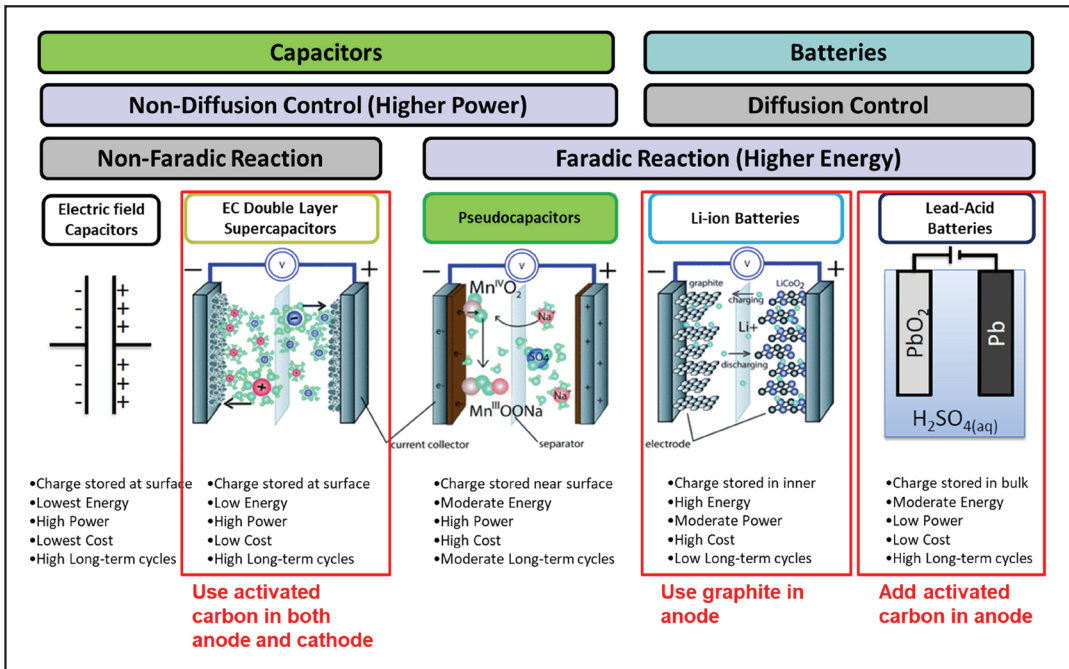 Capacitors
Batteries
Non-Diffusion Control (Higher Power)
Diffusion Control
Non-Faradic Reaction
Faradic Reaction (Higher Energy)
Electric field
Capacitors
EC Double Layer
Supercapacitors
Pseudocapacitors
Li-ion Batteries
Lead-Acid
Batteries
- - - - - - - -
+ + + + + + + +
− V +
−
+
current collector
− V +
Mn^IV O₂
Na⁺
SO4
Na⁺
Mn^III OONa
e- e- e- e-
+ + + + +
separator
− V +
graphite
LiCoO₂
charging
Li+
discharging
electrode
PbO₂
Pb
H₂SO₄(aq)
•Charge stored at surface
•Lowest Energy
•High Power
•Lowest Cost
•High Long-term cycles
•Charge stored at surface
•Low Energy
•High Power
•Low Cost
•High Long-term cycles
•Charge stored near surface
•Moderate Energy
•High Power
•High Cost
•Moderate Long-term cycles
•Charge stored in inner
•High Energy
•Moderate Power
•High Cost
•Low Long-term cycles
•Charge stored in bulk
•Moderate Energy
•Low Power
•Low Cost
•High Long-term cycles
Use activated
carbon in both
anode and cathode
Use graphite in
anode
Add activated
carbon in anode